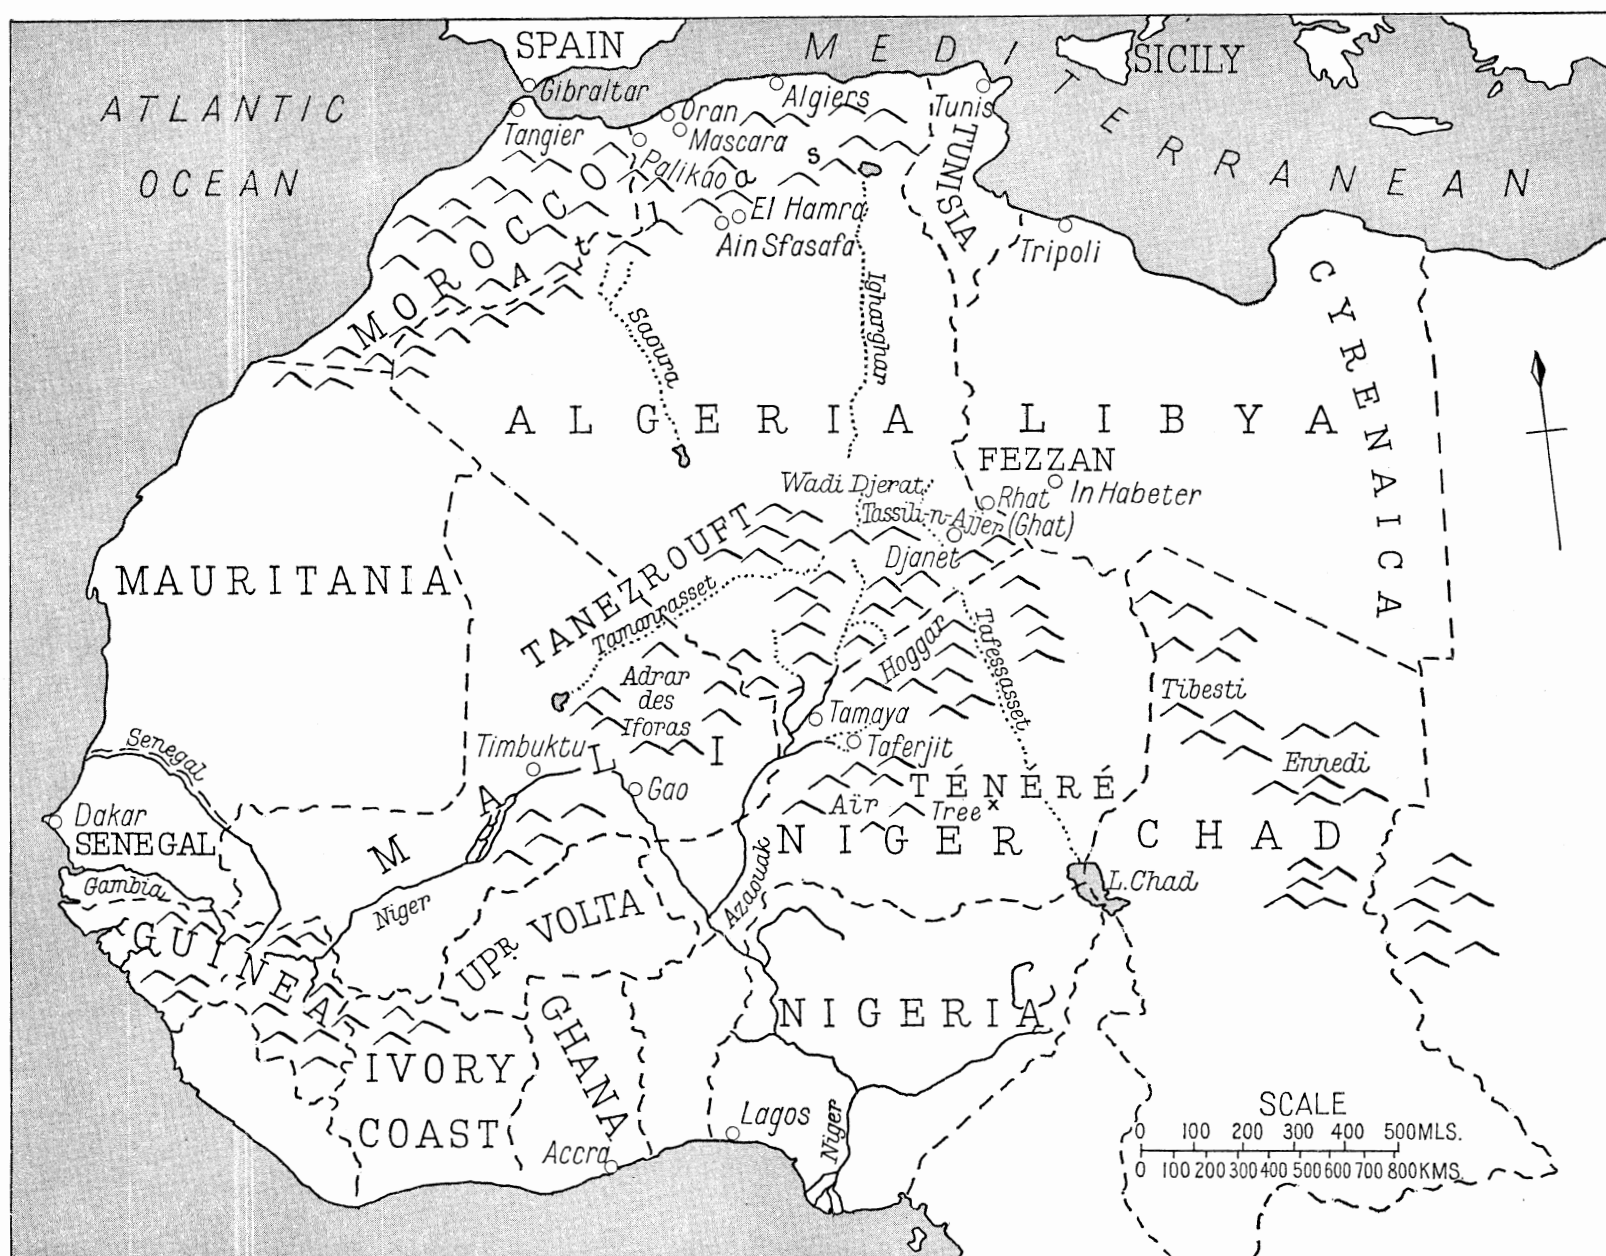 SPAIN
MEDITERRANEAN
SICILY
ATLANTIC
OCEAN
Gibraltar
Tangier
Oran
Mascara
Algiers
Tunis
TUNISIA
Palikáo
El Hamra
Ain Sfasafa
Tripoli
MOROCCO
Atlas
Saoura
Igharghar
CYRENAICA
ALGERIA
LIBYA
FEZZAN
Wadi Djerat
Rhat
(Ghat)
In Habeter
Tassili-n-Ajjer
Djanet
TANEZROUFT
Tamanrasset
MAURITANIA
Hoggar
Tafessasset
Adrar
des
Iforas
Tibesti
Tamaya
Taferjit
Ennedi
Senegal
Timbuktu
MALI
Gao
TÉNÉRÉ
Aïr
Tree x
Dakar
SENEGAL
NIGER
CHAD
Gambia
L.Chad
Niger
Azaouak
UPR. VOLTA
GUINEA
GHANA
NIGERIA
IVORY
COAST
Accra
Lagos
Niger
SCALE
0 100 200 300 400 500MLS.
0 100 200 300 400 500 600 700 800KMS.